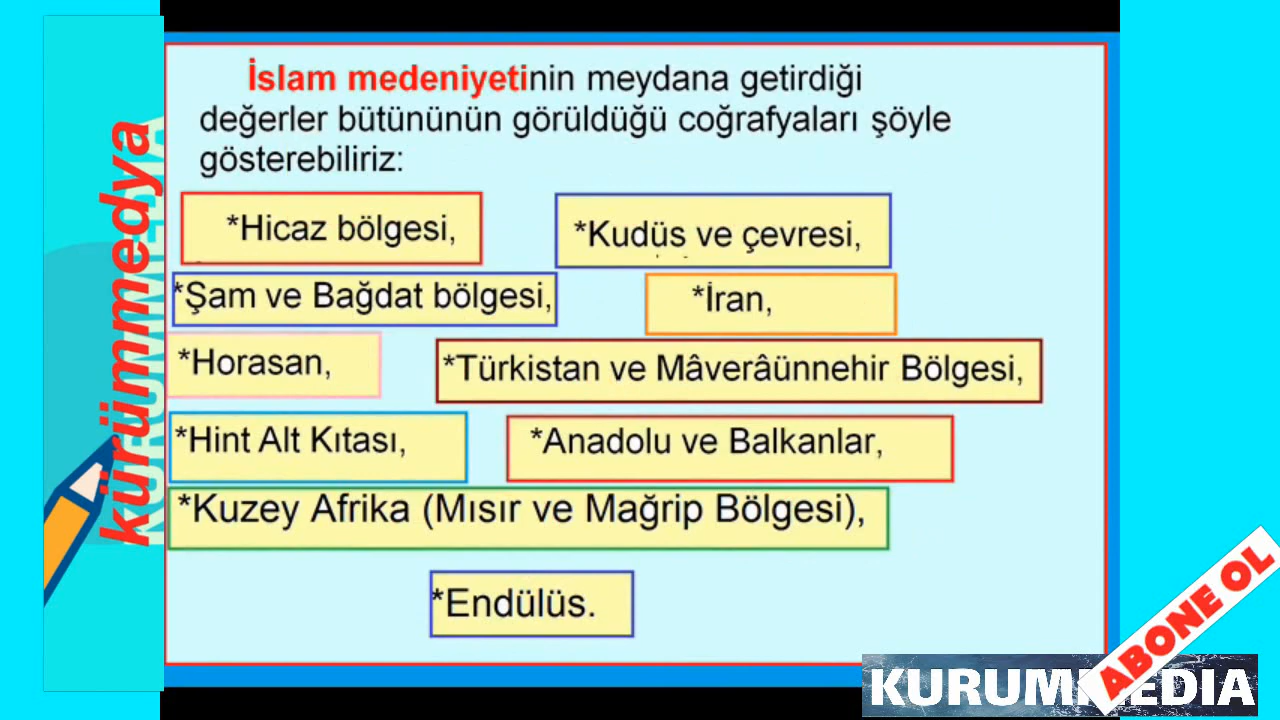 İslam medeniyetinin meydana getirdiği
değerler bütününün görüldüğü coğrafyaları şöyle
gösterebiliriz:
*Hicaz bölgesi,
*Kudüs ve çevresi,
*Şam ve Bağdat bölgesi,
*İran,
*Horasan,
*Türkistan ve Mâverâünnehir Bölgesi,
*Hint Alt Kıtası,
*Anadolu ve Balkanlar,
*Kuzey Afrika (Mısır ve Mağrip Bölgesi),
*Endülüs.
kürümmedya
ABONE OL